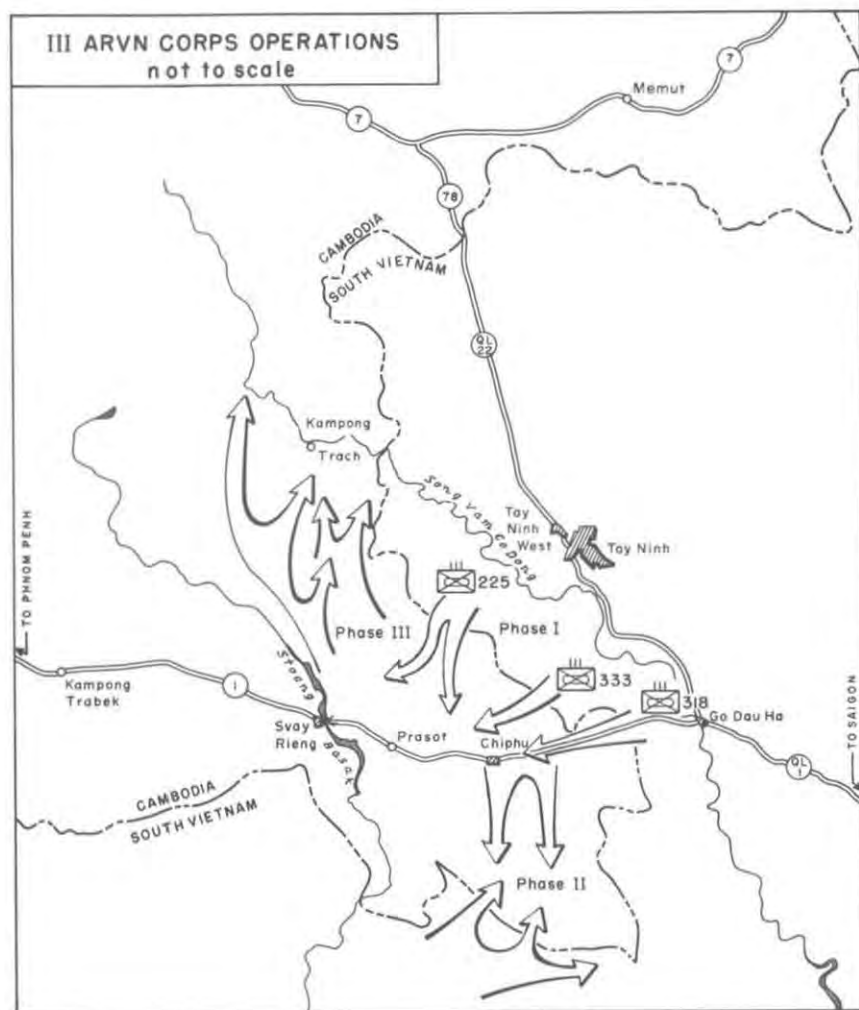 III ARVN CORPS OPERATIONS
not to scale
7
Memut
7
78
CAMBODIA
SOUTH VIETNAM
QL
22
Kampong
Trach
Song Vam Co Dong
Tay
Ninh
West
Tay Ninh
225
TO PHNOM PENH
Phase III
Phase I
333
318
Stoang
Kampong
Trabek
1
Svay
Rieng
Prasot
Chiphu
Go Dau Ha
TO SAIGON
Basak
QL
1
CAMBODIA
SOUTH VIETNAM
Phase II